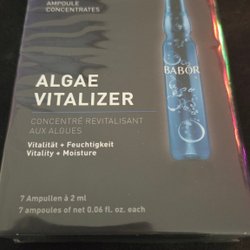 AMPOULE
CONCENTRATES
BABOR
ALGAE
VITALIZER
CONCENTRÉ REVITALISANT
AUX ALGUES
Vitalität + Feuchtigkeit
Vitality + Moisture
7 Ampullen à 2 ml
7 ampoules of net 0.06 fl. oz. each